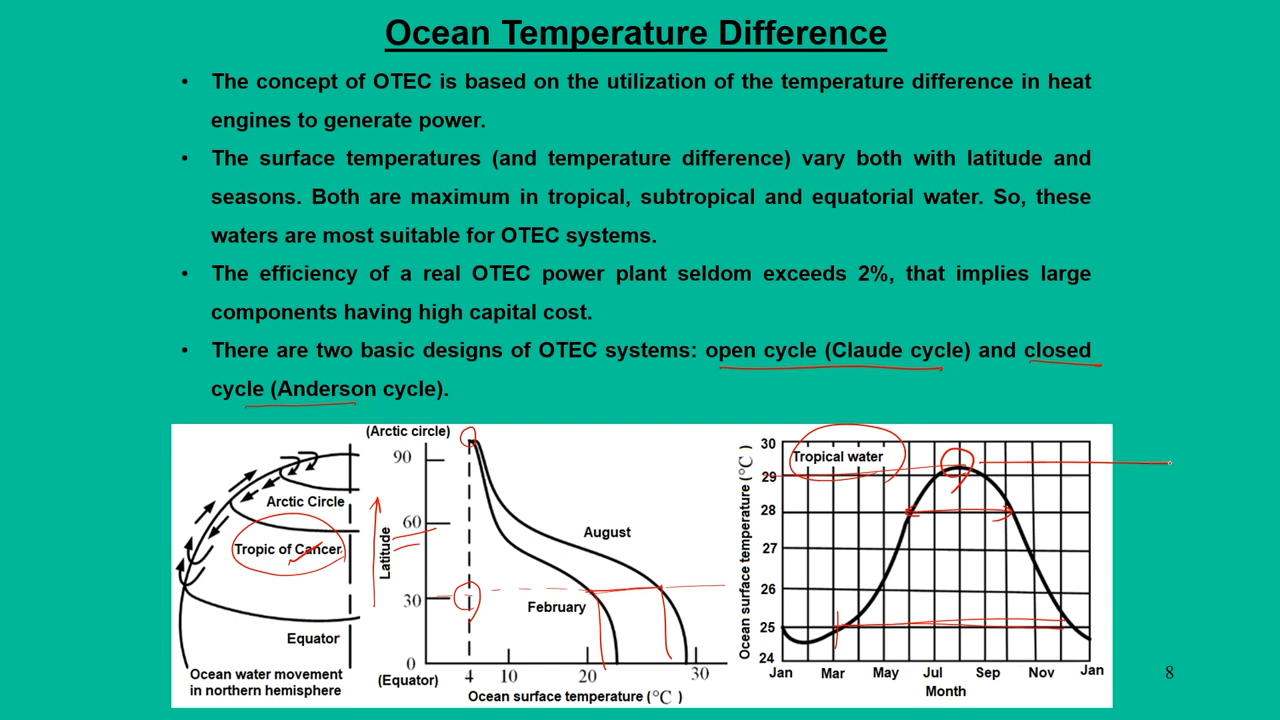 Ocean Temperature Difference
• The concept of OTEC is based on the utilization of the temperature difference in heat
engines to generate power.
• The surface temperatures (and temperature difference) vary both with latitude and
seasons. Both are maximum in tropical, subtropical and equatorial water. So, these
waters are most suitable for OTEC systems.
• The efficiency of a real OTEC power plant seldom exceeds 2%, that implies large
components having high capital cost.
• There are two basic designs of OTEC systems: open cycle (Claude cycle) and closed
cycle (Anderson cycle).
Arctic Circle
Tropic of Cancer
Equator
Ocean water movement
in northern hemisphere
(Arctic circle)
90
60
30
0
(Equator)
Latitude
August
February
4 10 20 30
Ocean surface temperature (°C)
Ocean surface temperature (°C)
30
29
28
27
26
25
24
Tropical water
Jan Mar May Jul Sep Nov Jan
Month
8